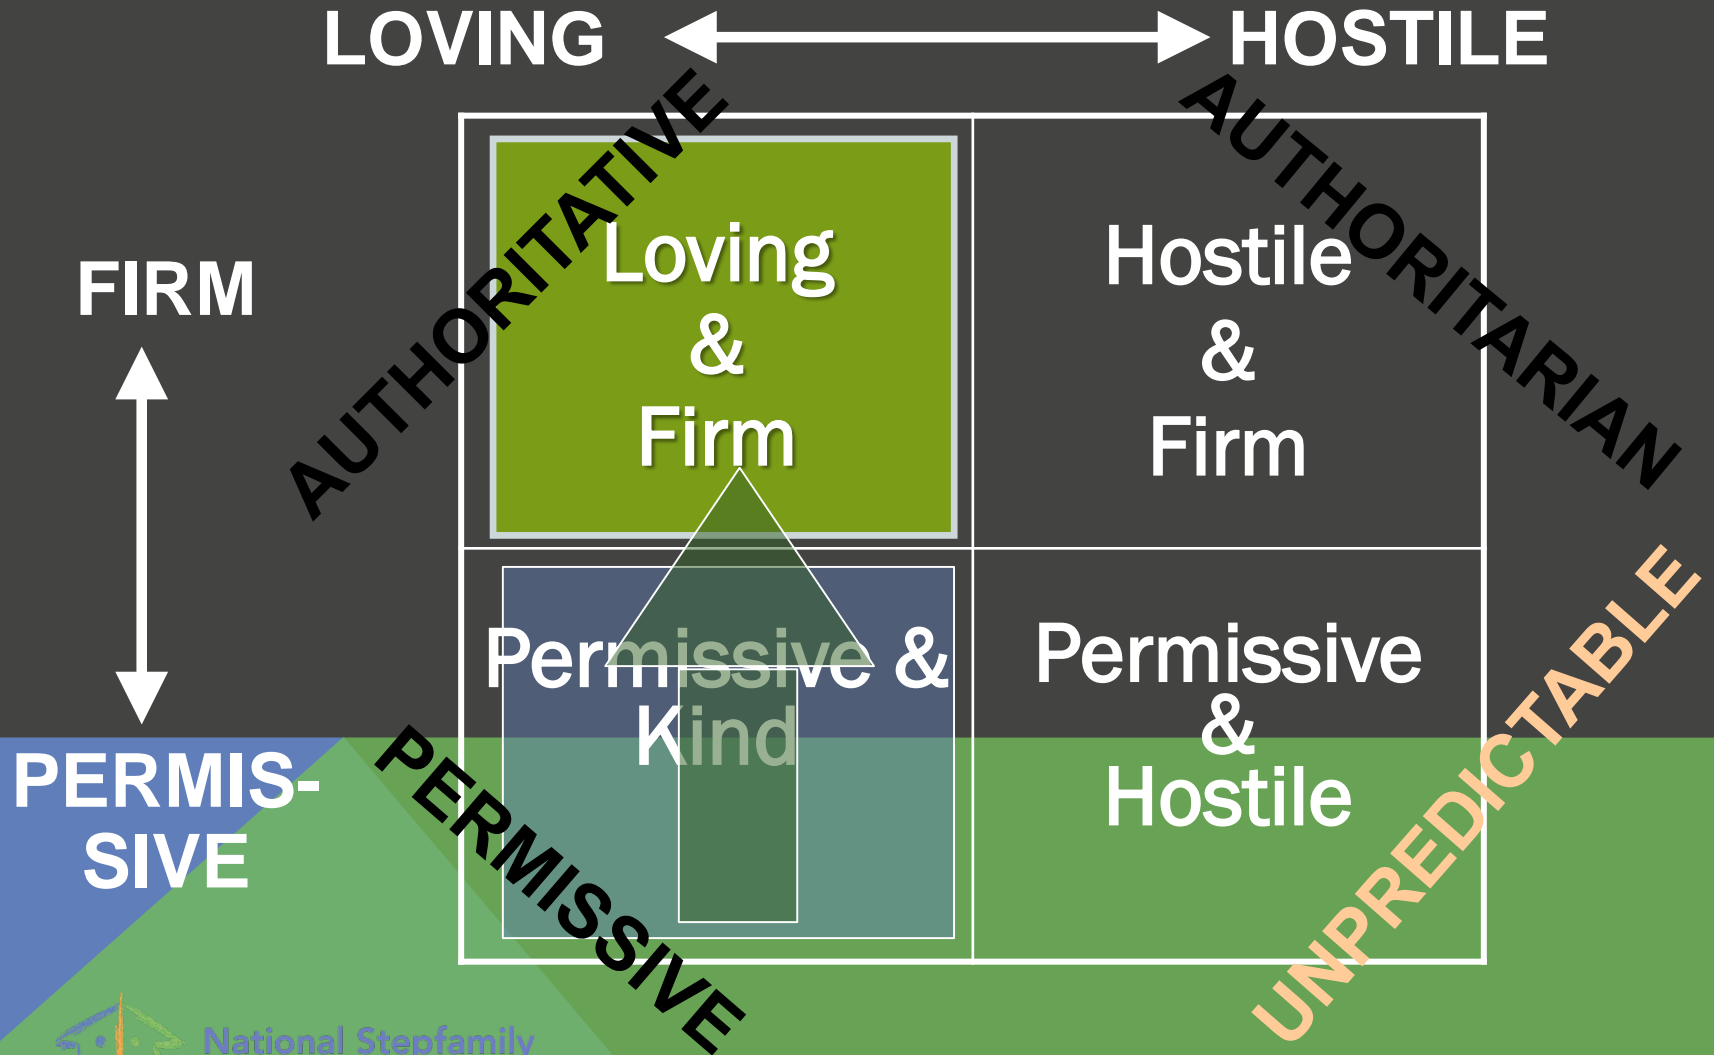 LOVING HOSTILE
AUTHORITATIVE
AUTHORITARIAN
FIRM
Loving
&
Firm
Hostile
&
Firm
Permissive &
Kind
Permissive
&
Hostile
PERMIS-
SIVE
PERMISSIVE
UNPREDICTABLE
National Stepfamily